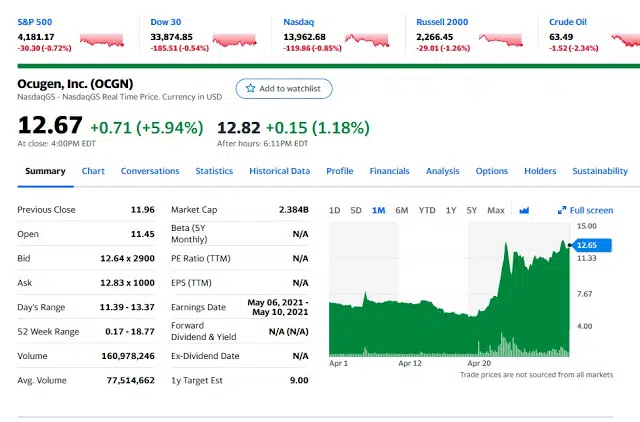 S&P 500 Dow 30 Nasdaq Russell 2000 Crude Oil
4,181.17 33,874.85 13,962.68 2,266.45 63.49
-30.30 (-0.72%) -185.51 (-0.54%) -119.86 (-0.85%) -29.01 (-1.26%) -1.52 (-2.34%)
Ocugen, Inc. (OCGN)
NasdaqGS - NasdaqGS Real Time Price. Currency in USD
Add to watchlist
12.67 +0.71 (+5.94%) 12.82 +0.15 (1.18%)
At close: 4:00PM EDT After hours: 6:11PM EDT
Summary Chart Conversations Statistics Historical Data Profile Financials Analysis Options Holders Sustainability
Previous Close 11.96
Open 11.45
Bid 12.64 x 2900
Ask 12.83 x 1000
Day's Range 11.39 - 13.37
52 Week Range 0.17 - 18.77
Volume 160,978,246
Avg. Volume 77,514,662
Market Cap 2.384B
Beta (5Y
Monthly) N/A
PE Ratio (TTM) N/A
EPS (TTM) N/A
Earnings Date May 06, 2021 -
May 10, 2021
Forward
Dividend & Yield N/A (N/A)
Ex-Dividend Date N/A
1y Target Est 9.00
1D 5D 1M 6M YTD 1Y 5Y Max Full screen
15.00
12.65
11.33
7.67
4.00
Apr 1 Apr 12 Apr 20
Trade prices are not sourced from all markets